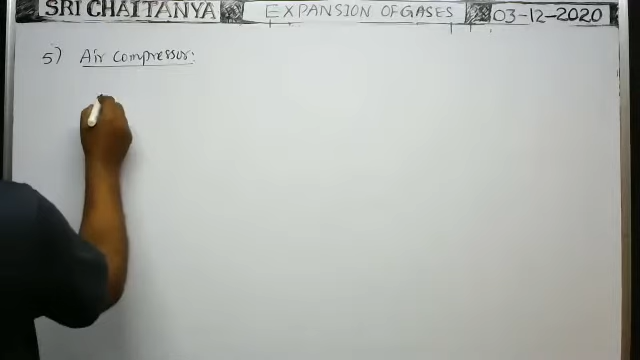 SRI CHAITANYA EXPANSION OF GASES 03-12-2020
5) Air compressor: